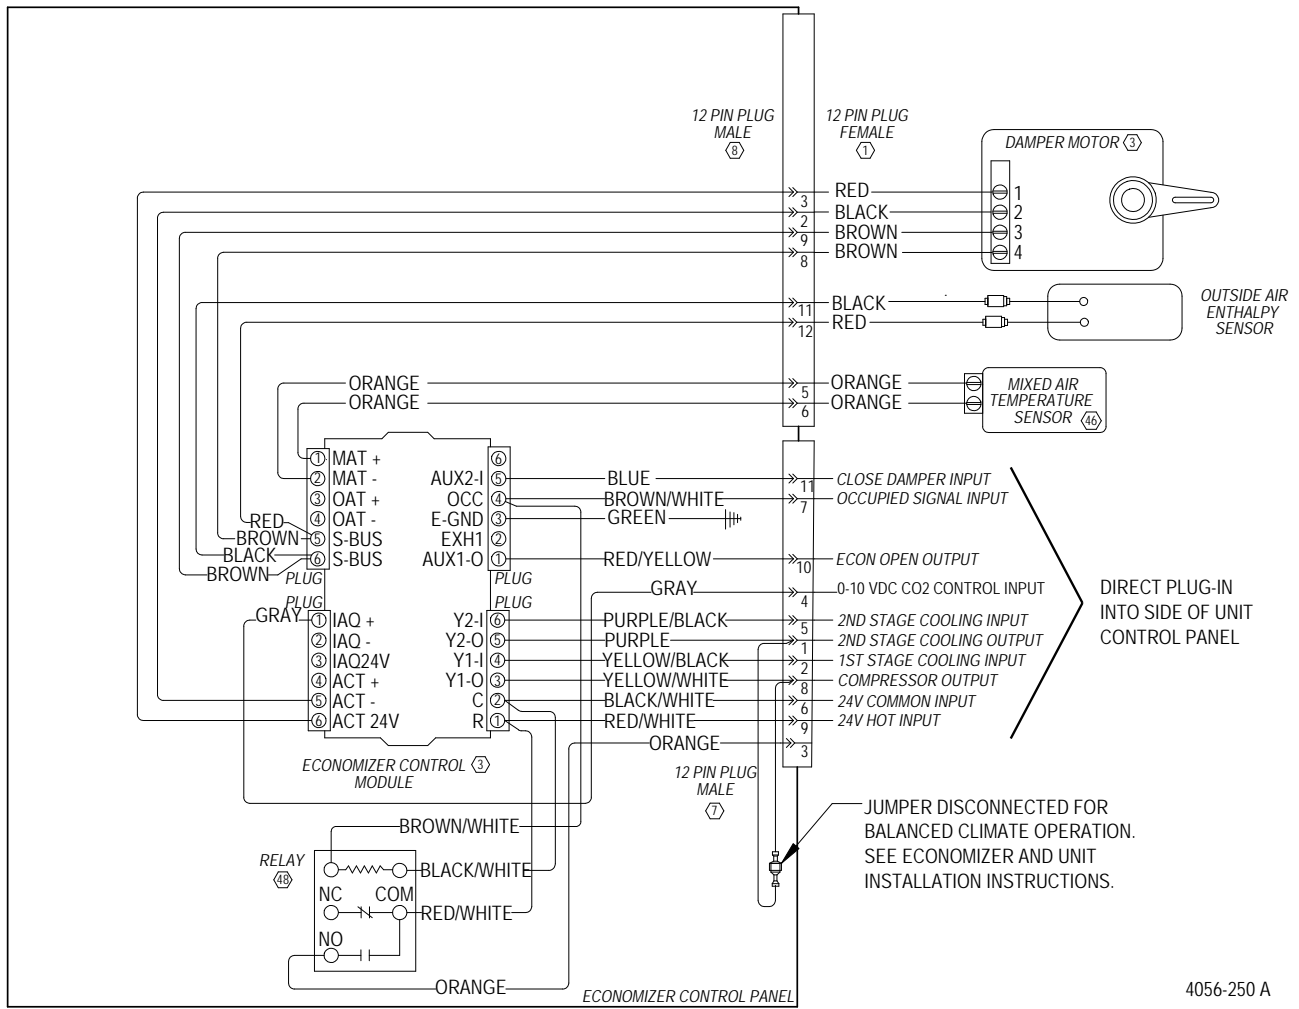 12 PIN PLUG
MALE
8
12 PIN PLUG
FEMALE
1
DAMPER MOTOR 3
RED
3
1
BLACK
2
2
BROWN
9
3
BROWN
8
4
BLACK
11
RED
12
OUTSIDE AIR
ENTHALPY
SENSOR
ORANGE
5
ORANGE
ORANGE
6
ORANGE
MIXED AIR
TEMPERATURE
SENSOR 46
1 MAT +
2 MAT -
3 OAT +
4 OAT -
5 S-BUS
6 S-BUS
RED
BROWN
BLACK
BROWN
PLUG
6
AUX2-I 5
OCC 4
E-GND 3
EXH1 2
AUX1-O 1
PLUG
BLUE
11
CLOSE DAMPER INPUT
BROWN/WHITE
7
OCCUPIED SIGNAL INPUT
GREEN
RED/YELLOW
10
ECON OPEN OUTPUT
GRAY
4
0-10 VDC CO2 CONTROL INPUT
PLUG
GRAY
1 IAQ +
2 IAQ -
3 IAQ24V
4 ACT +
5 ACT -
6 ACT 24V
PLUG
Y2-I 6
Y2-O 5
Y1-I 4
Y1-O 3
C 2
R 1
PURPLE/BLACK
5
2ND STAGE COOLING INPUT
PURPLE
1
2ND STAGE COOLING OUTPUT
YELLOW/BLACK
2
1ST STAGE COOLING INPUT
YELLOW/WHITE
8
COMPRESSOR OUTPUT
BLACK/WHITE
6
24V COMMON INPUT
RED/WHITE
9
24V HOT INPUT
ORANGE
3
DIRECT PLUG-IN
INTO SIDE OF UNIT
CONTROL PANEL
ECONOMIZER CONTROL 3
MODULE
12 PIN PLUG
MALE
7
JUMPER DISCONNECTED FOR
BALANCED CLIMATE OPERATION.
SEE ECONOMIZER AND UNIT
INSTALLATION INSTRUCTIONS.
BROWN/WHITE
RELAY
48
BLACK/WHITE
NC
COM
RED/WHITE
NO
ORANGE
ECONOMIZER CONTROL PANEL
4056-250 A